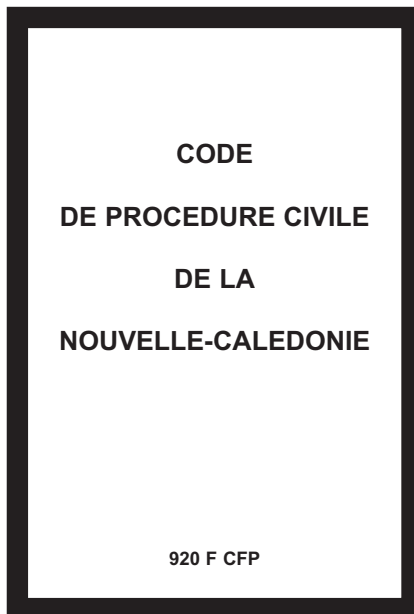 CODE
DE PROCEDURE CIVILE
DE LA
NOUVELLE-CALEDONIE
920 F CFP